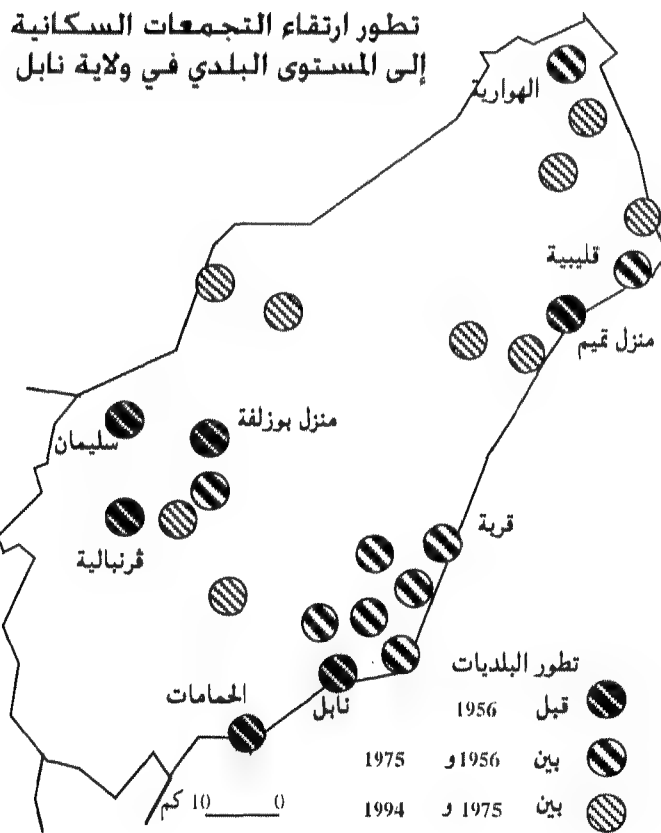 تطور ارتقاء التجمعات السكانية
إلى المستوى البلدي في ولاية نابل
الهوارية
قليبية
منزل تميم
منزل بوزلفة
سليمان
قربة
ڤرنبالية
الحمامات
نابل
تطور البلديات
قبل 1956
بين 1956 و 1975
بين 1975 و 1994
0 10 كم